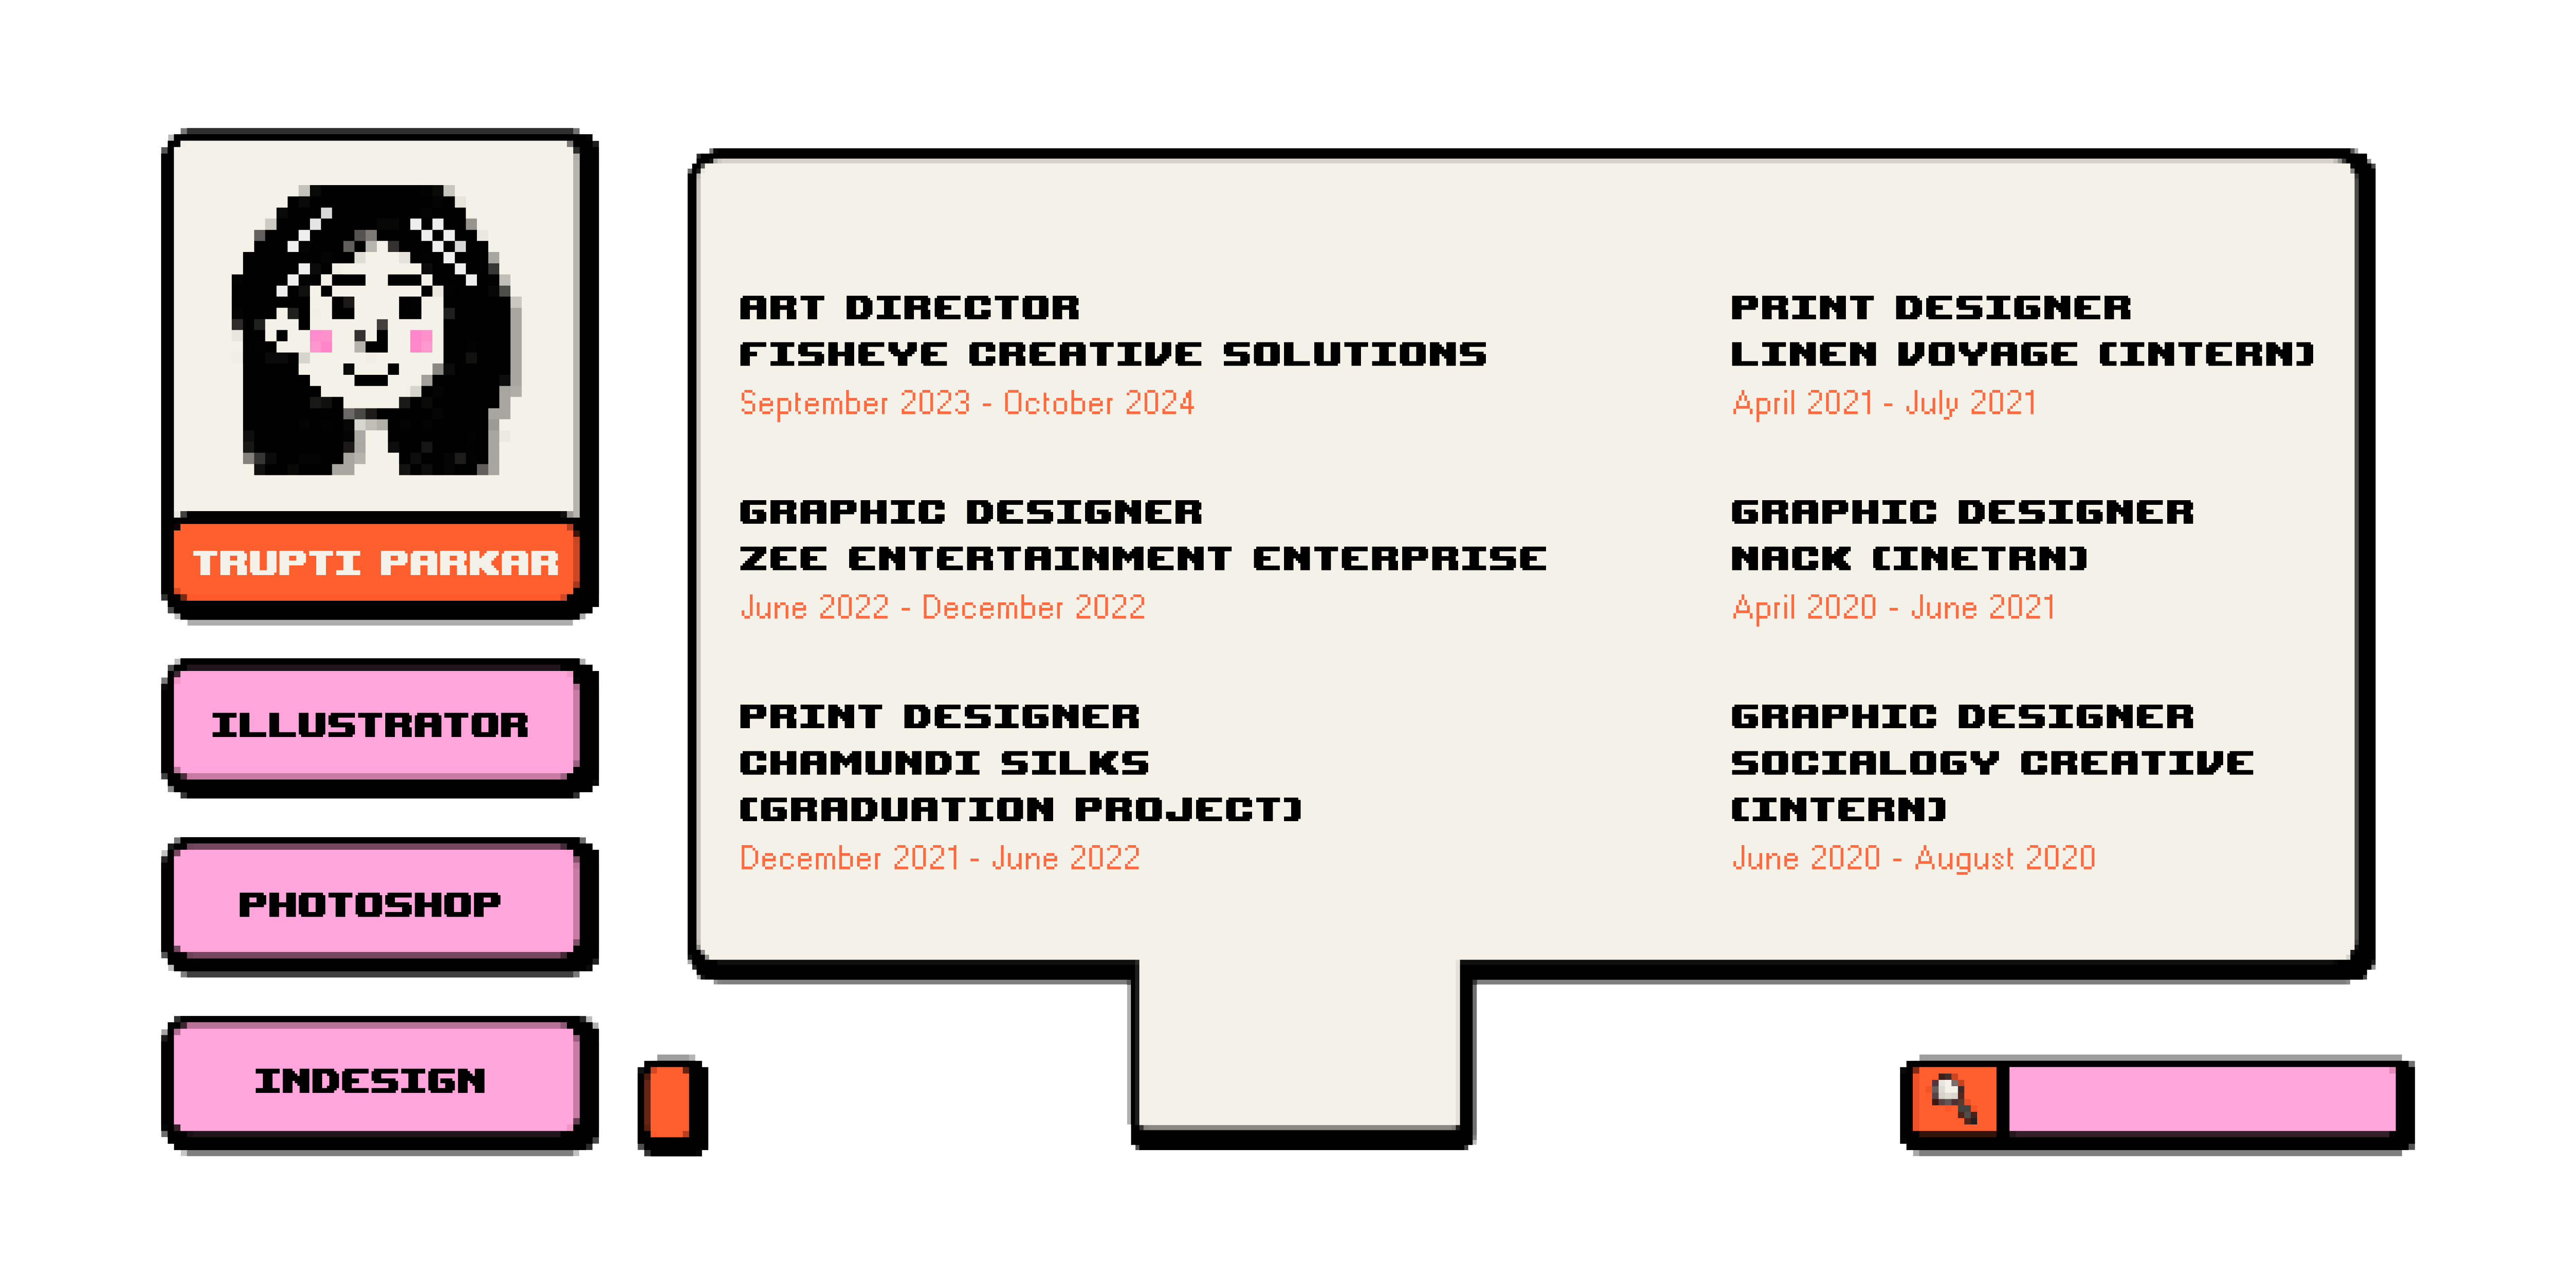 TRUPTI PARKAR
ILLUSTRATOR
PHOTOSHOP
INDESIGN
ART DIRECTOR
FISHEYE CREATIVE SOLUTIONS
September 2023 - October 2024
GRAPHIC DESIGNER
ZEE ENTERTAINMENT ENTERPRISE
June 2022 - December 2022
PRINT DESIGNER
CHAMUNDI SILKS
(GRADUATION PROJECT)
December 2021 - June 2022
PRINT DESIGNER
LINEN VOYAGE (INTERN)
April 2021 - July 2021
GRAPHIC DESIGNER
NACK (INETRN)
April 2020 - June 2021
GRAPHIC DESIGNER
SOCIALOGY CREATIVE
(INTERN)
June 2020 - August 2020